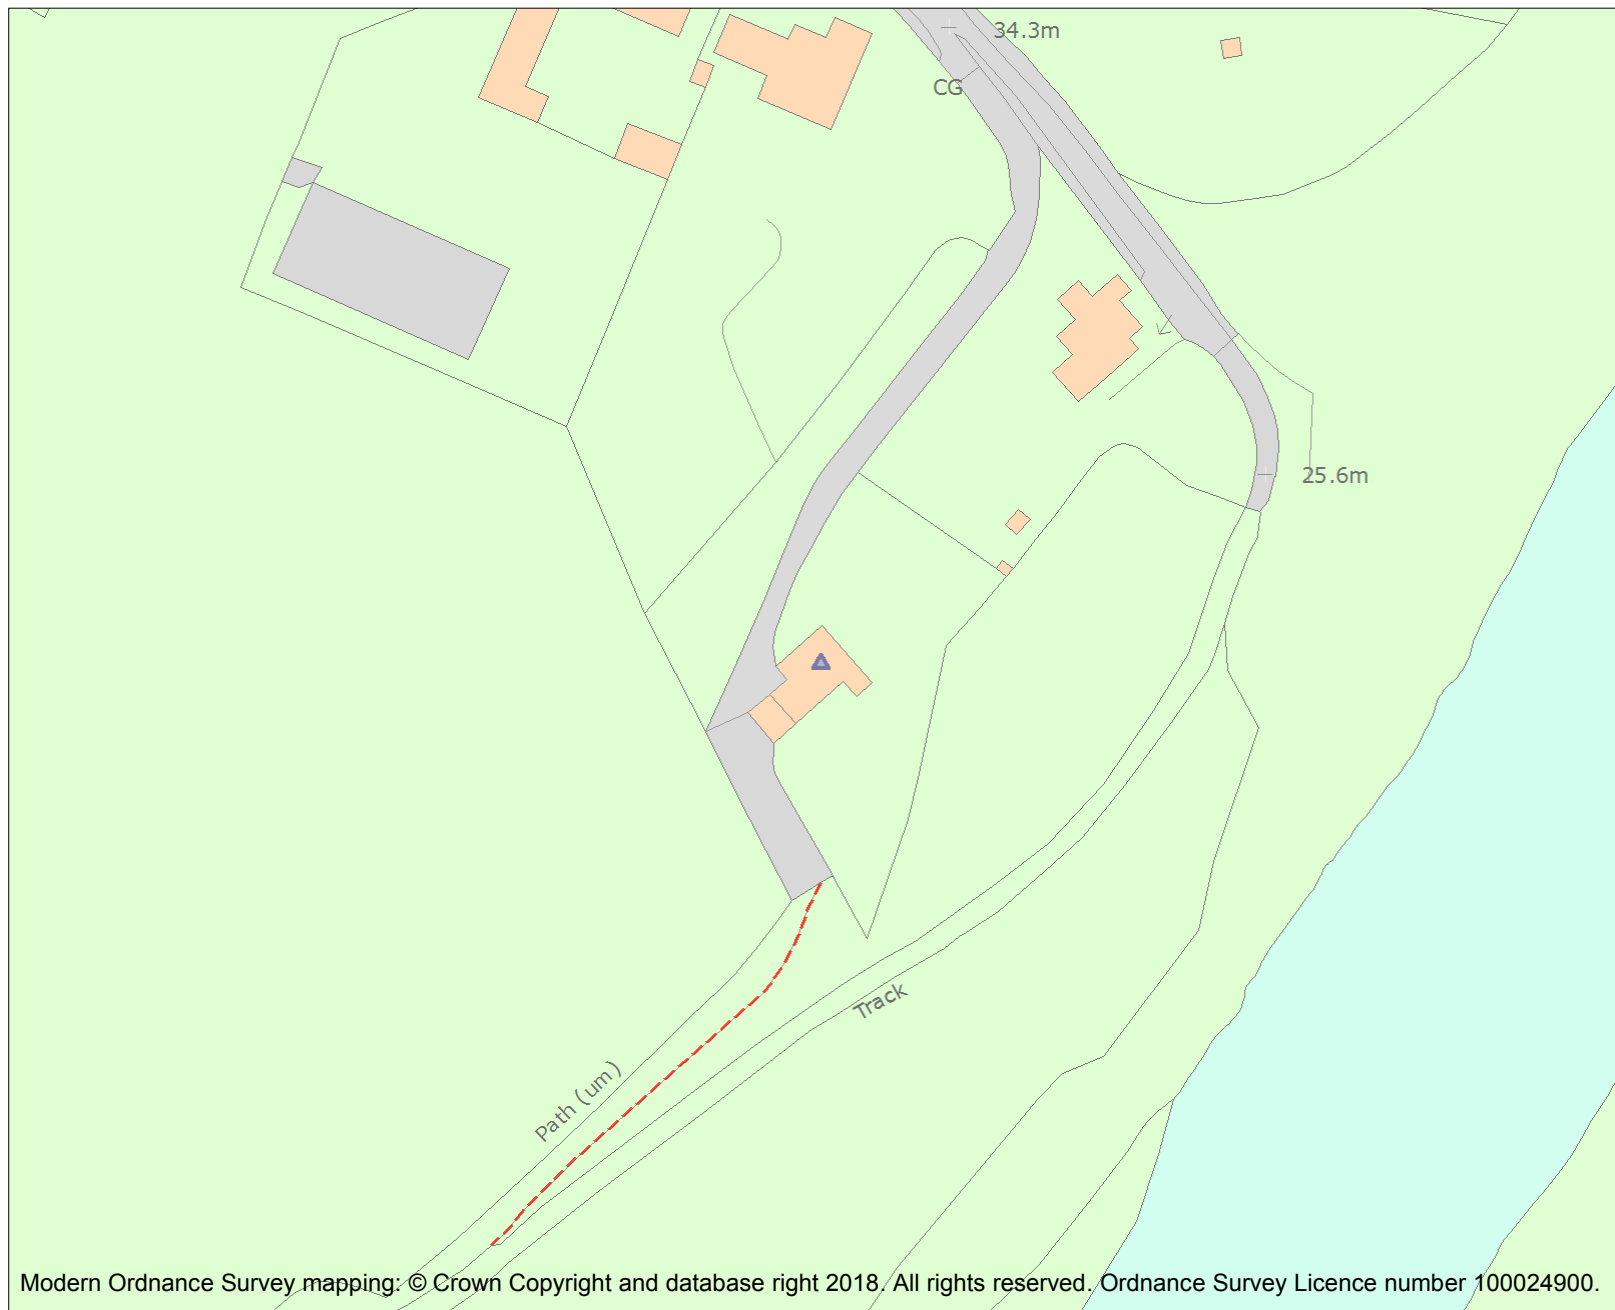 34.3m
CG
25.6m
Track
Path (um)
Modern Ordnance Survey mapping: © Crown Copyright and database right 2018. All rights reserved. Ordnance Survey Licence number 100024900.